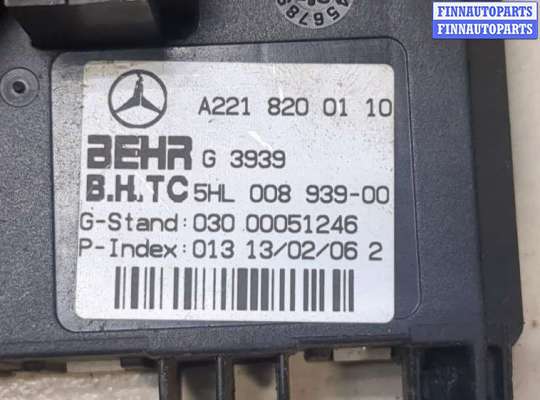 FINNAUTOPARTS
FINNAUTOPARTS
A221 820 01 10
BEHR G 3939
B.H.TC 5HL 008 939-00
G-Stand: 030 00051246
P-Index: 013 13/02/06 2